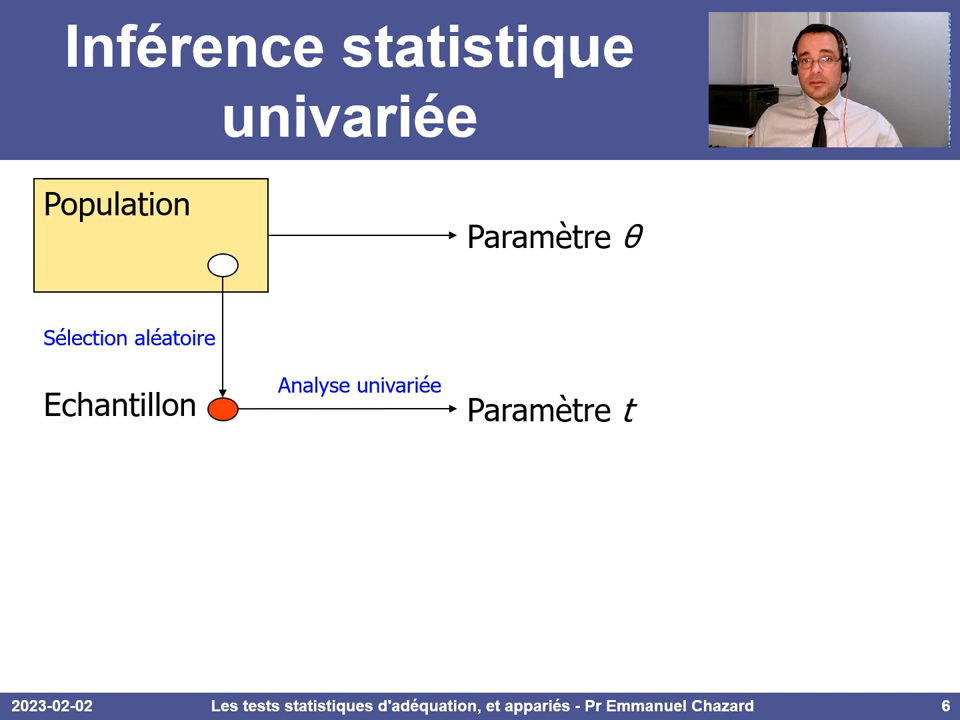 Inférence statistique
univariée
Population
Paramètre θ
Sélection aléatoire
Analyse univariée
Echantillon
Paramètre t
2023-02-02
Les tests statistiques d'adéquation, et appariés - Pr Emmanuel Chazard
6